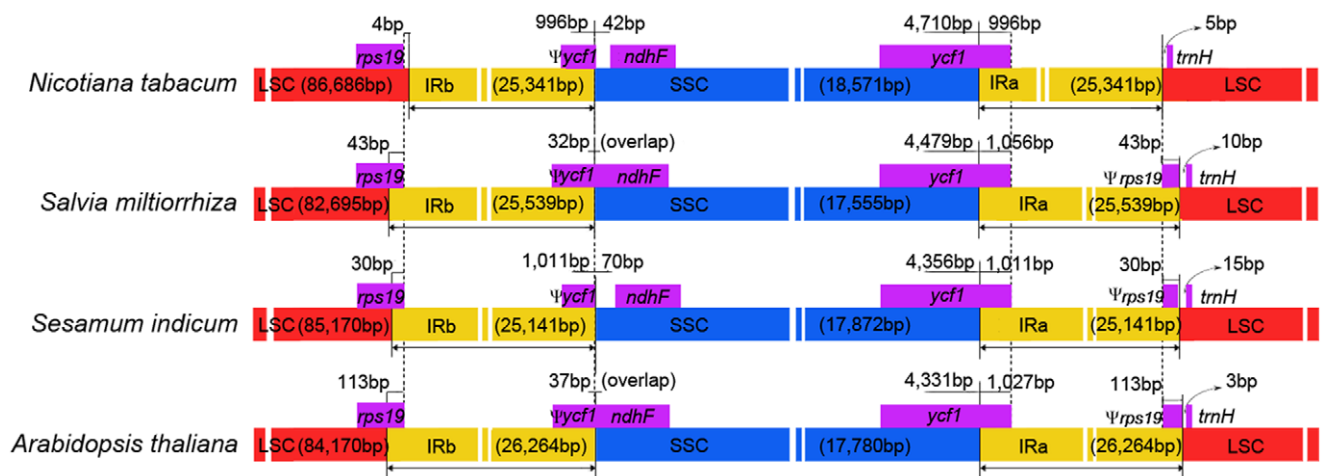 4bp 996bp 42bp 4,710bp 996bp 5bp
rps19 Ψycf1 ndhF ycf1 trnH
Nicotiana tabacum LSC (86,686bp) IRb (25,341bp) SSC (18,571bp) IRa (25,341bp) LSC
43bp 32bp (overlap) 4,479bp 1,056bp 43bp 10bp
rps19 Ψycf1 ndhF ycf1 Ψrps19 trnH
Salvia miltiorrhiza LSC (82,695bp) IRb (25,539bp) SSC (17,555bp) IRa (25,539bp) LSC
30bp 1,011bp 70bp 4,356bp 1,011bp 30bp 15bp
rps19 Ψycf1 ndhF ycf1 Ψrps19 trnH
Sesamum indicum LSC (85,170bp) IRb (25,141bp) SSC (17,872bp) IRa (25,141bp) LSC
113bp 37bp (overlap) 4,331bp 1,027bp 113bp 3bp
rps19 Ψycf1 ndhF ycf1 Ψrps19 trnH
Arabidopsis thaliana LSC (84,170bp) IRb (26,264bp) SSC (17,780bp) IRa (26,264bp) LSC